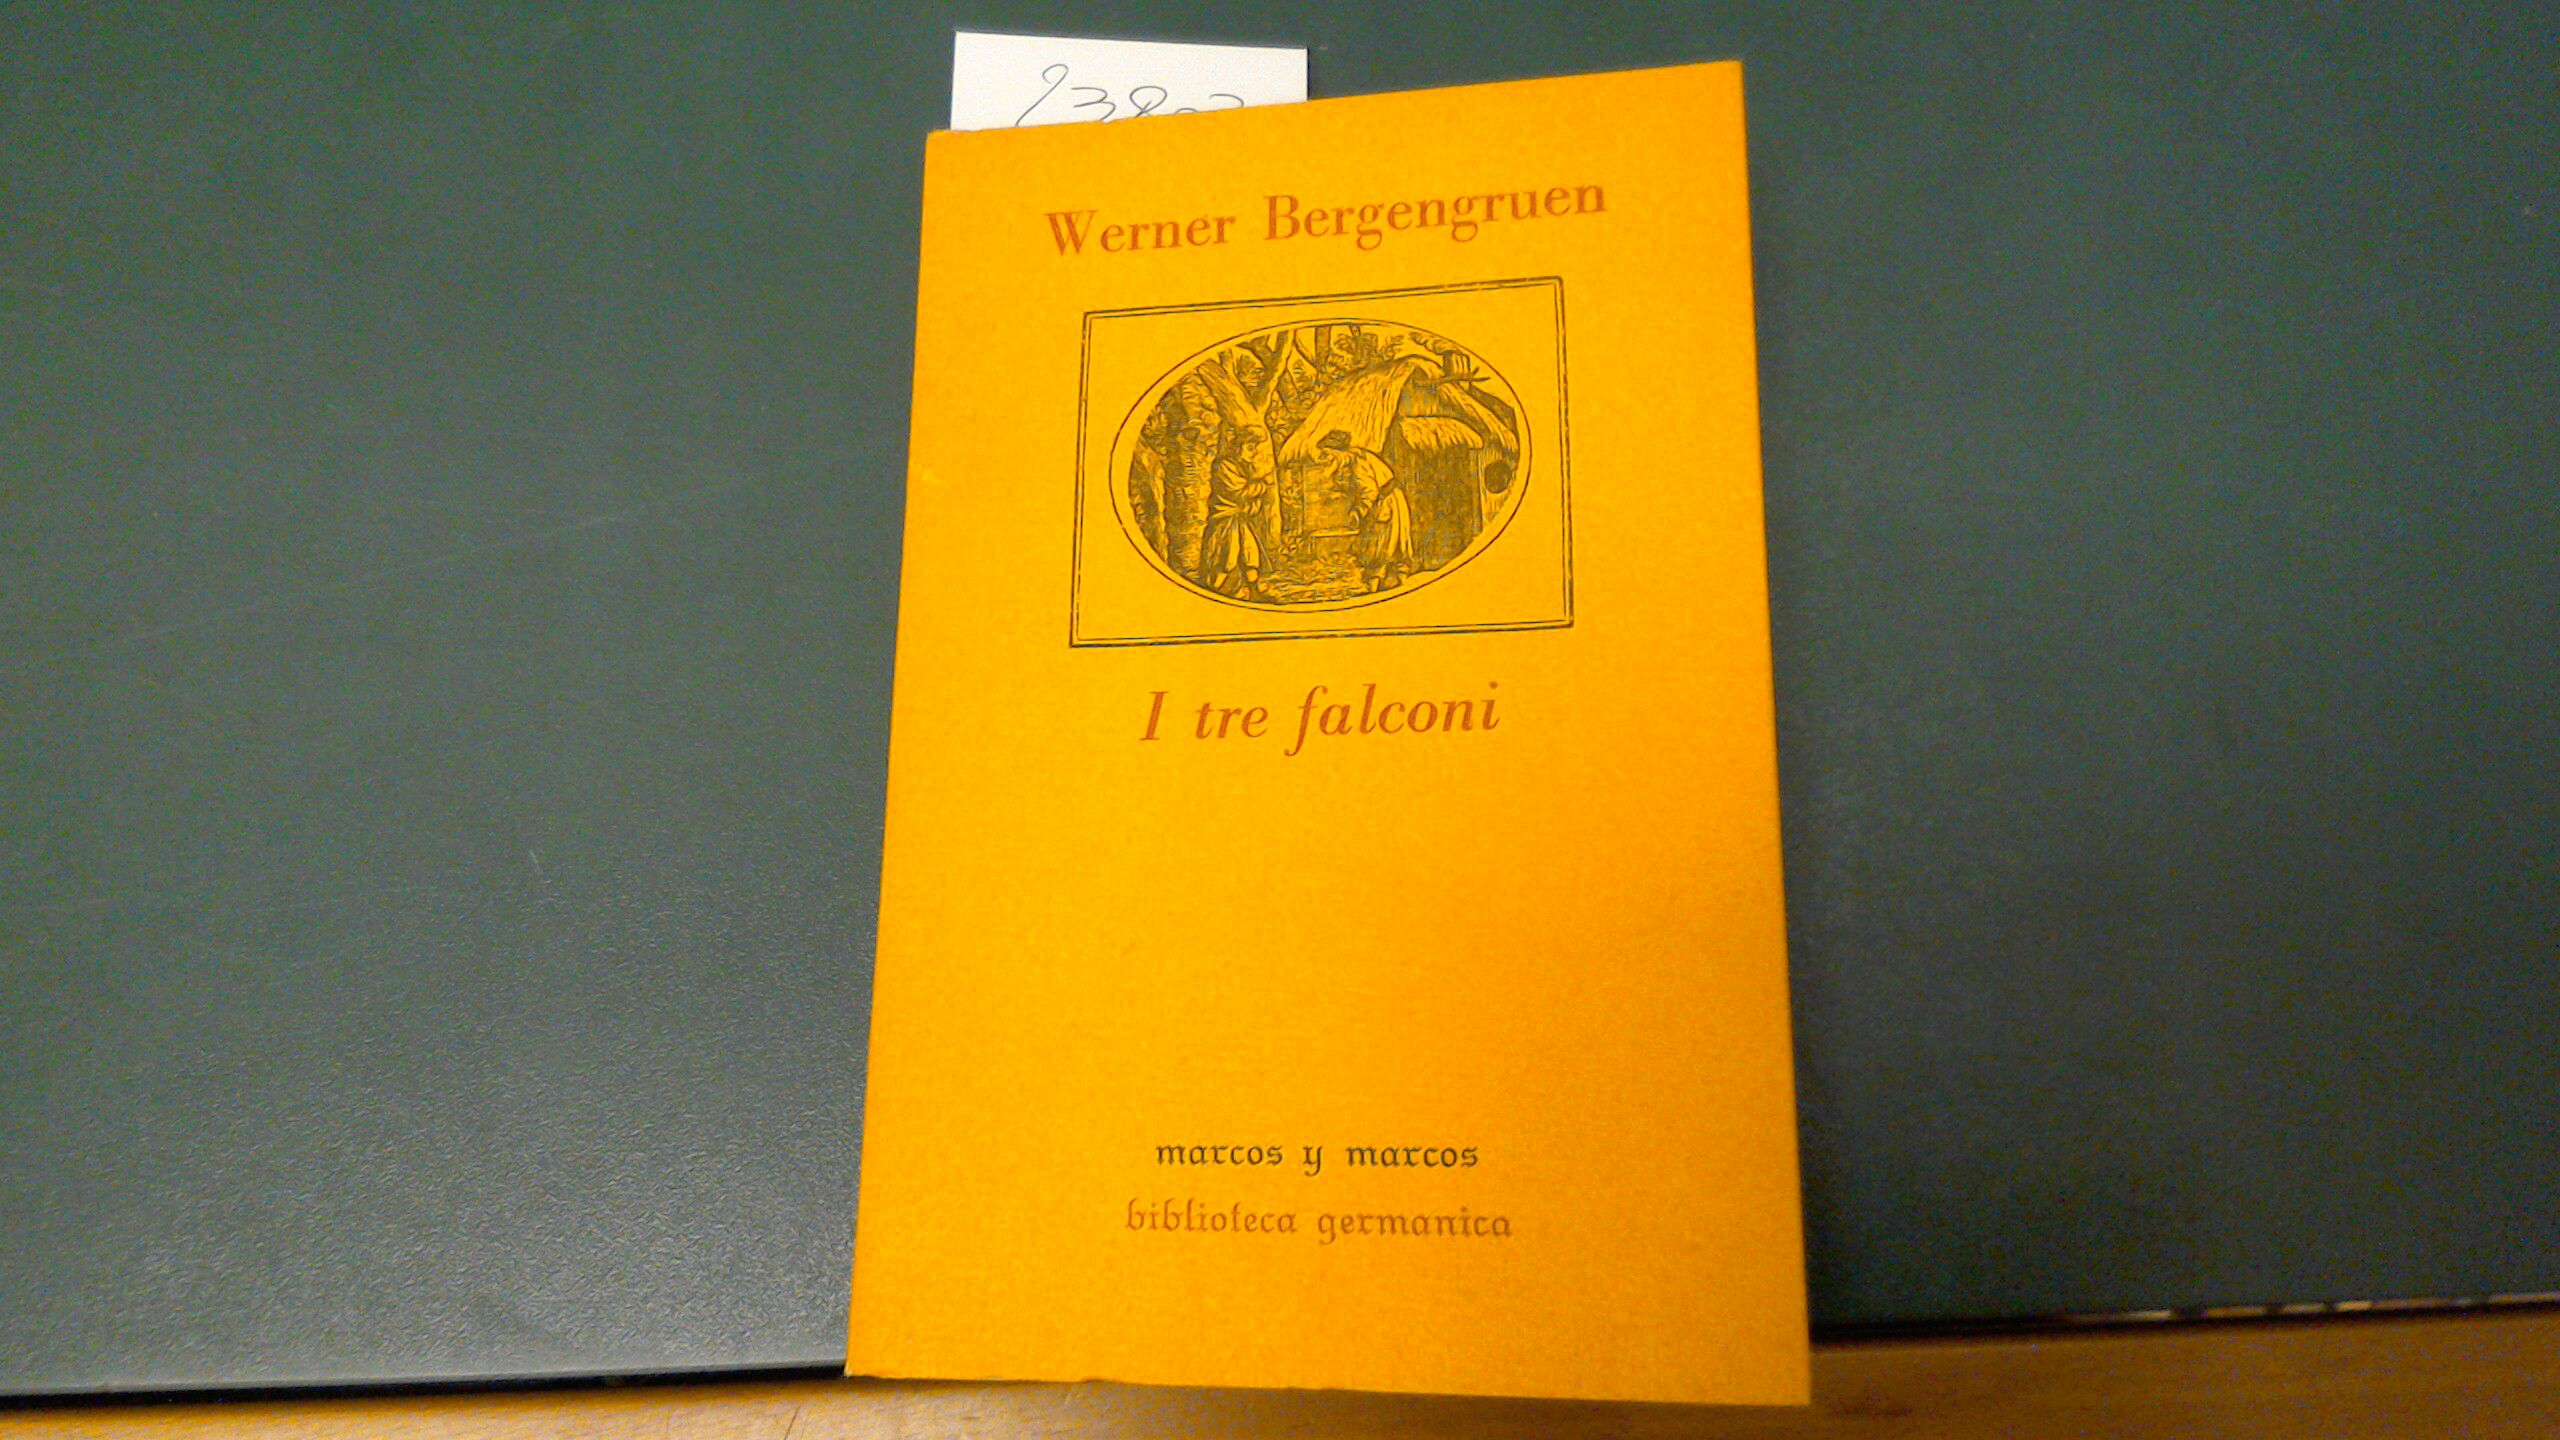 Werner Bergengruen
I tre falconi
marcos y marcos
biblioteca germanica